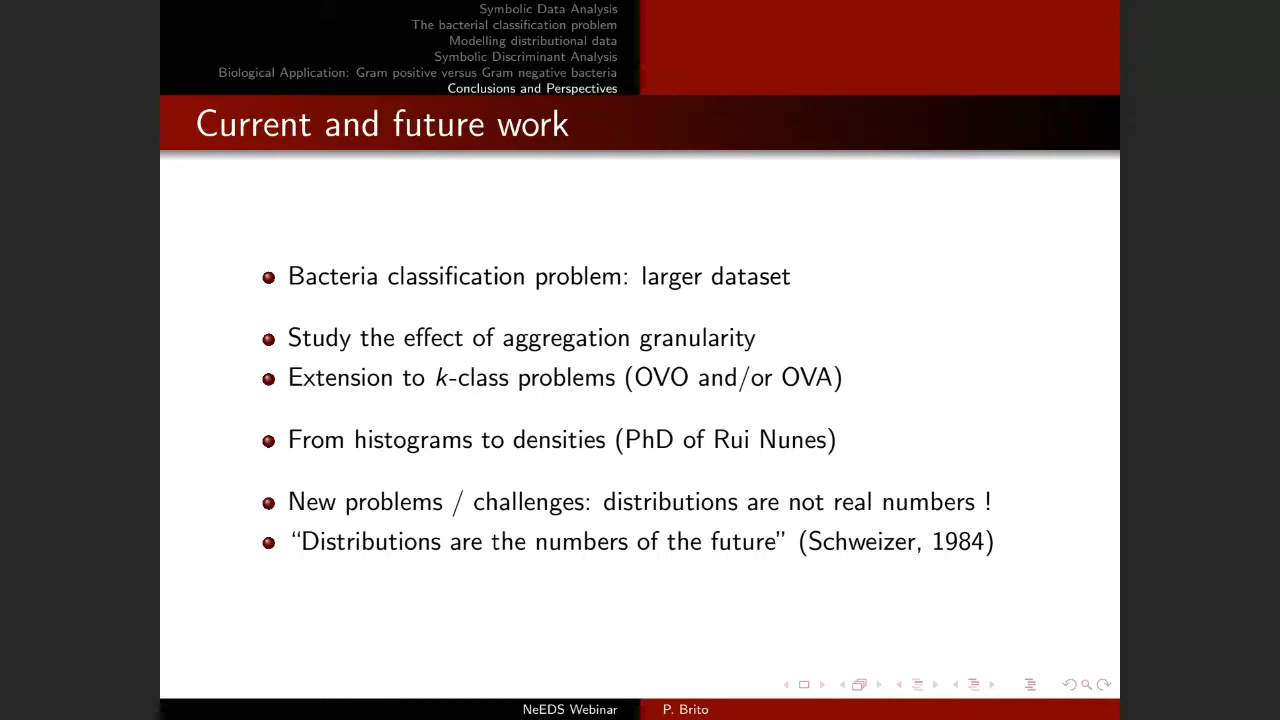 Symbolic Data Analysis
The bacterial classification problem
Modelling distributional data
Symbolic Discriminant Analysis
Biological Application: Gram positive versus Gram negative bacteria
Conclusions and Perspectives
Current and future work
Bacteria classification problem: larger dataset
Study the effect of aggregation granularity
Extension to k-class problems (OVO and/or OVA)
From histograms to densities (PhD of Rui Nunes)
New problems / challenges: distributions are not real numbers !
“Distributions are the numbers of the future” (Schweizer, 1984)
NeEDS Webinar
P. Brito